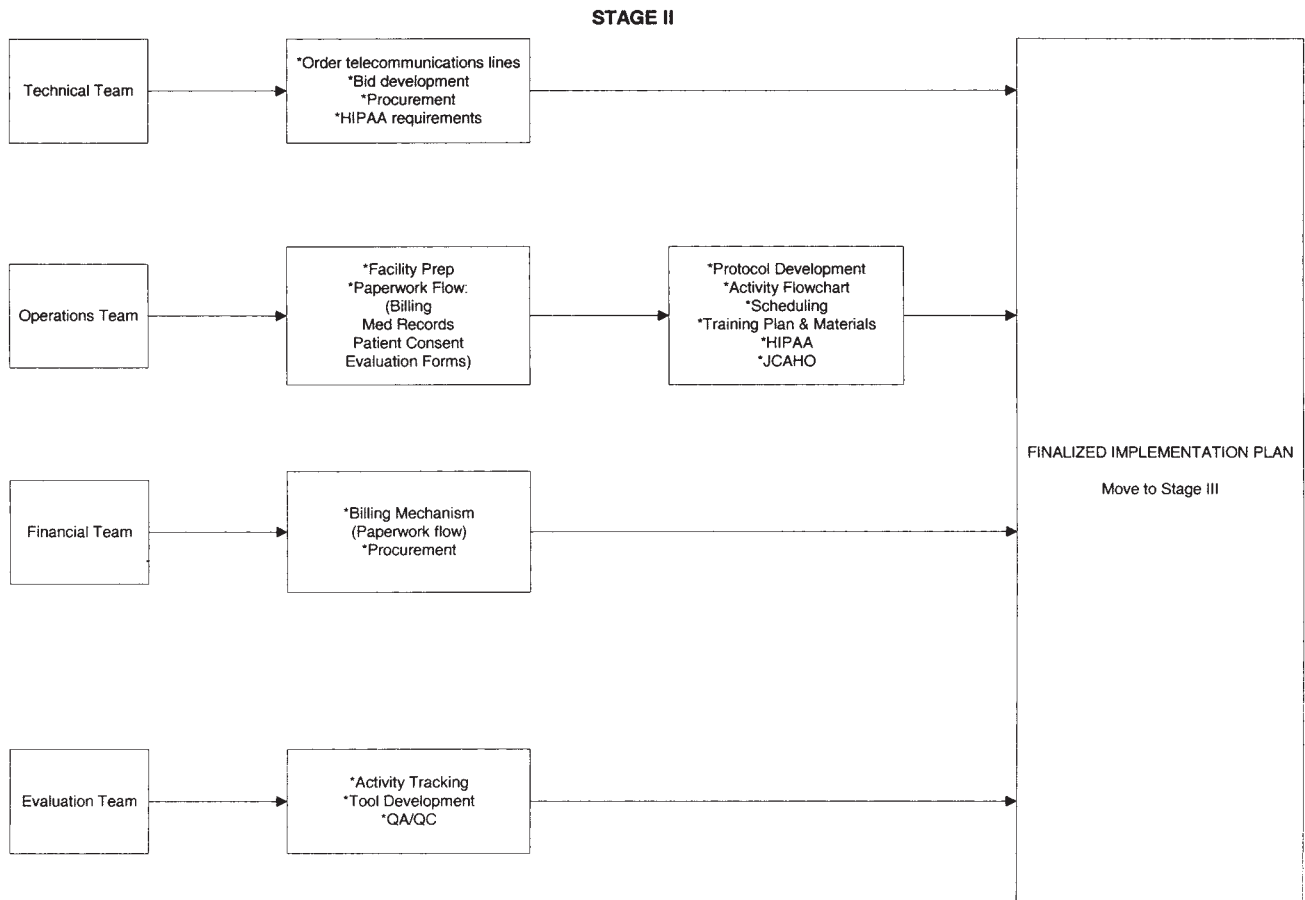 STAGE II
Technical Team
*Order telecommunications lines
*Bid development
*Procurement
*HIPAA requirements
Operations Team
*Facility Prep
*Paperwork Flow:
(Billing
Med Records
Patient Consent
Evaluation Forms)
*Protocol Development
*Activity Flowchart
*Scheduling
*Training Plan & Materials
*HIPAA
*JCAHO
Financial Team
*Billing Mechanism
(Paperwork flow)
*Procurement
Evaluation Team
*Activity Tracking
*Tool Development
*QA/QC
FINALIZED IMPLEMENTATION PLAN
Move to Stage III